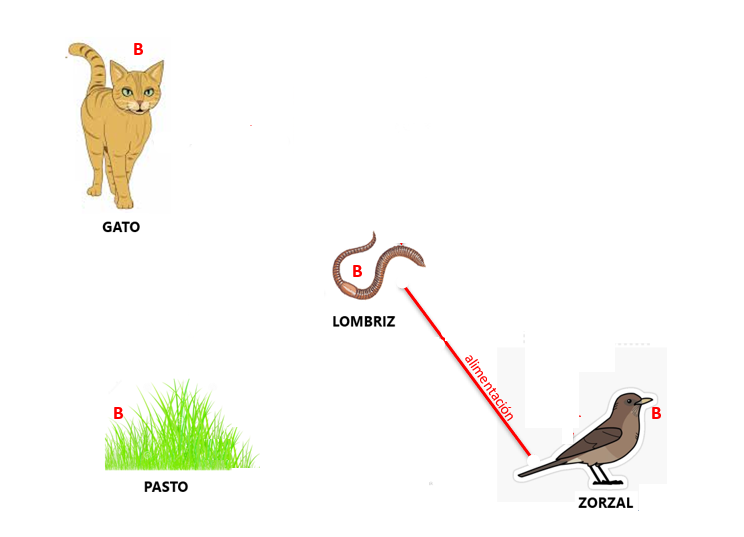 B
GATO
B
LOMBRIZ
alimentación
B
PASTO
B
ZORZAL